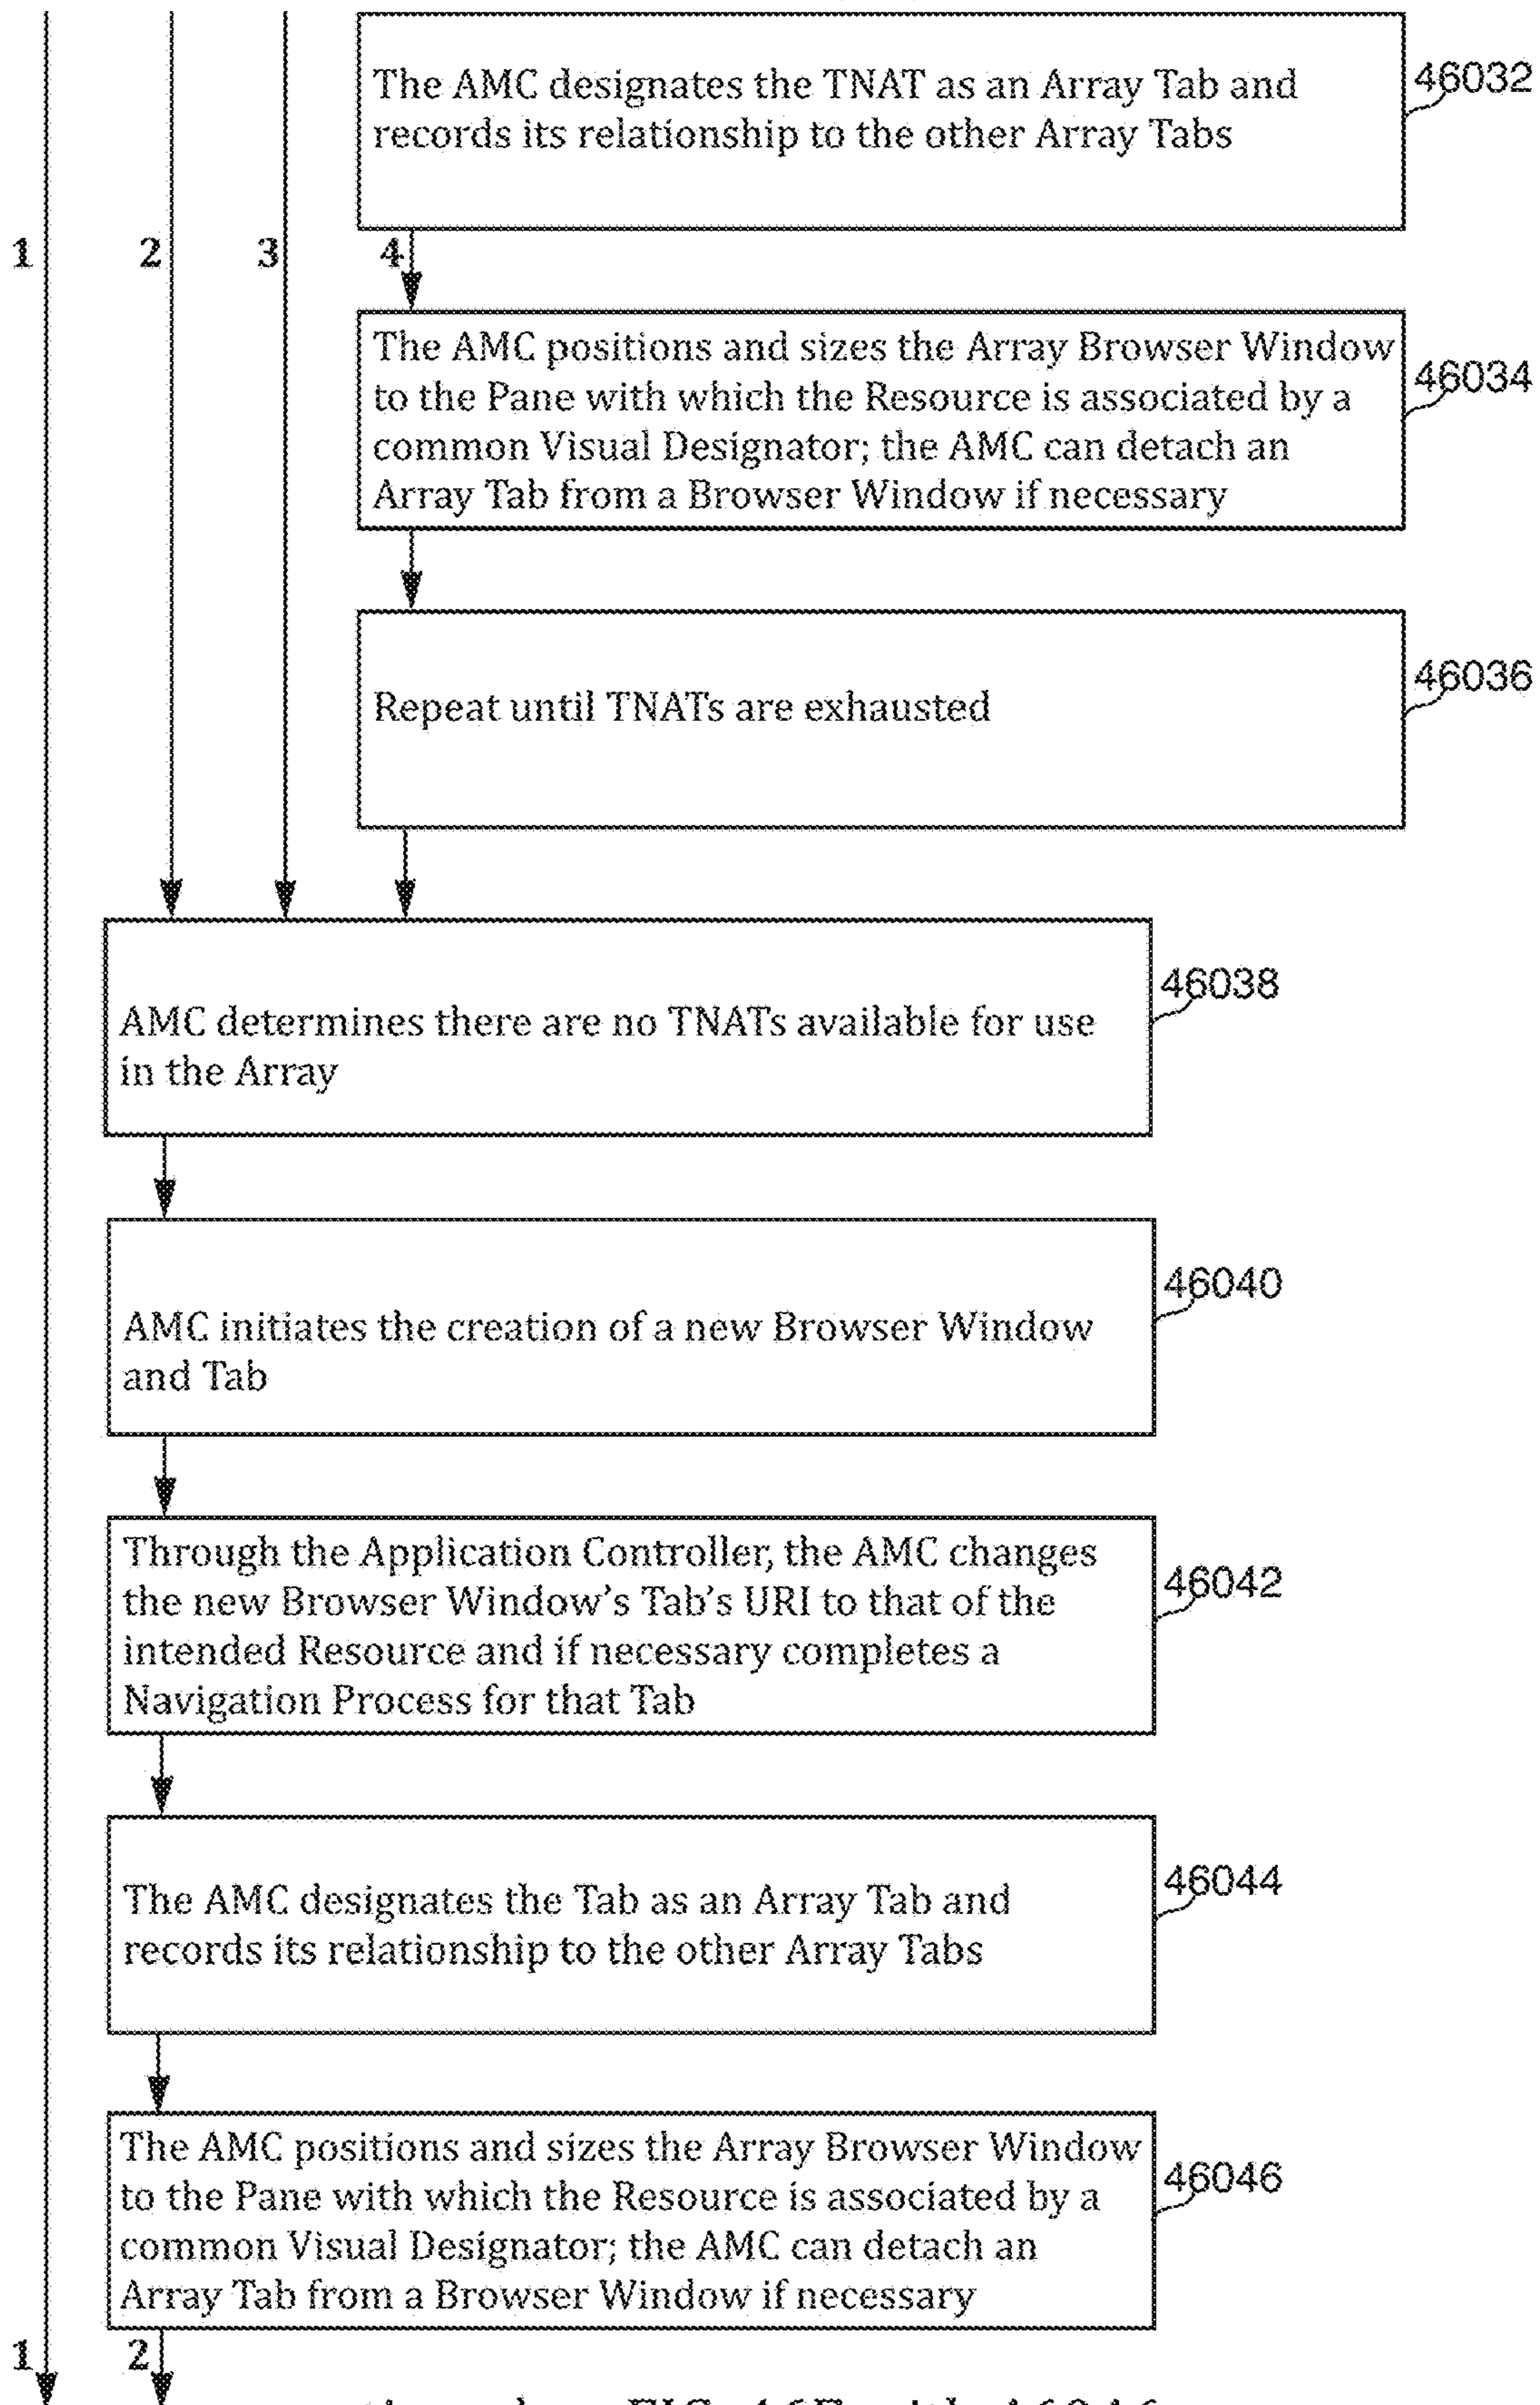 The AMC designates the TNAT as an Array Tab and
records its relationship to the other Array Tabs
46032
1
2
3
4
The AMC positions and sizes the Array Browser Window
to the Pane with which the Resource is associated by a
common Visual Designator; the AMC can detach an
Array Tab from a Browser Window if necessary
46034
Repeat until TNATs are exhausted
46036
AMC determines there are no TNATs available for use
in the Array
46038
AMC initiates the creation of a new Browser Window
and Tab
46040
Through the Application Controller, the AMC changes
the new Browser Window's Tab's URI to that of the
intended Resource and if necessary completes a
Navigation Process for that Tab
46042
The AMC designates the Tab as an Array Tab and
records its relationship to the other Array Tabs
46044
The AMC positions and sizes the Array Browser Window
to the Pane with which the Resource is associated by a
common Visual Designator; the AMC can detach an
Array Tab from a Browser Window if necessary
46046
1
2